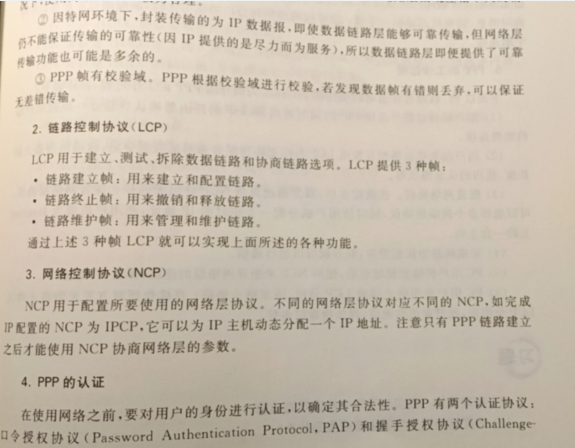 ② 因特网环境下,封装传输的为 IP 数据报,即使数据链路层能够可靠传输,但网络层
仍不能保证传输的可靠性(因 IP 提供的是尽力而为服务),所以数据链路层即便提供了可靠
传输功能也可能是多余的。
③ PPP 帧有校验域。PPP 根据校验域进行校验,若发现数据帧有错则丢弃,可以保证
无差错传输。
2. 链路控制协议(LCP)
LCP 用于建立、测试、拆除数据链路和协商链路选项。LCP 提供 3 种帧:
• 链路建立帧:用来建立和配置链路。
• 链路终止帧:用来撤销和释放链路。
• 链路维护帧:用来管理和维护链路。
通过上述 3 种帧 LCP 就可以实现上面所述的各种功能。
3. 网络控制协议(NCP)
NCP 用于配置所要使用的网络层协议。不同的网络层协议对应不同的 NCP,如完成
IP配置的 NCP 为 IPCP,它可以为 IP 主机动态分配一个 IP 地址。注意只有 PPP 链路建立
之后才能使用 NCP 协商网络层的参数。
4. PPP 的认证
在使用网络之前,要对用户的身份进行认证,以确定其合法性。PPP 有两个认证协议:
口令授权协议(Password Authentication Protocol,PAP)和握手授权协议(Challenge-